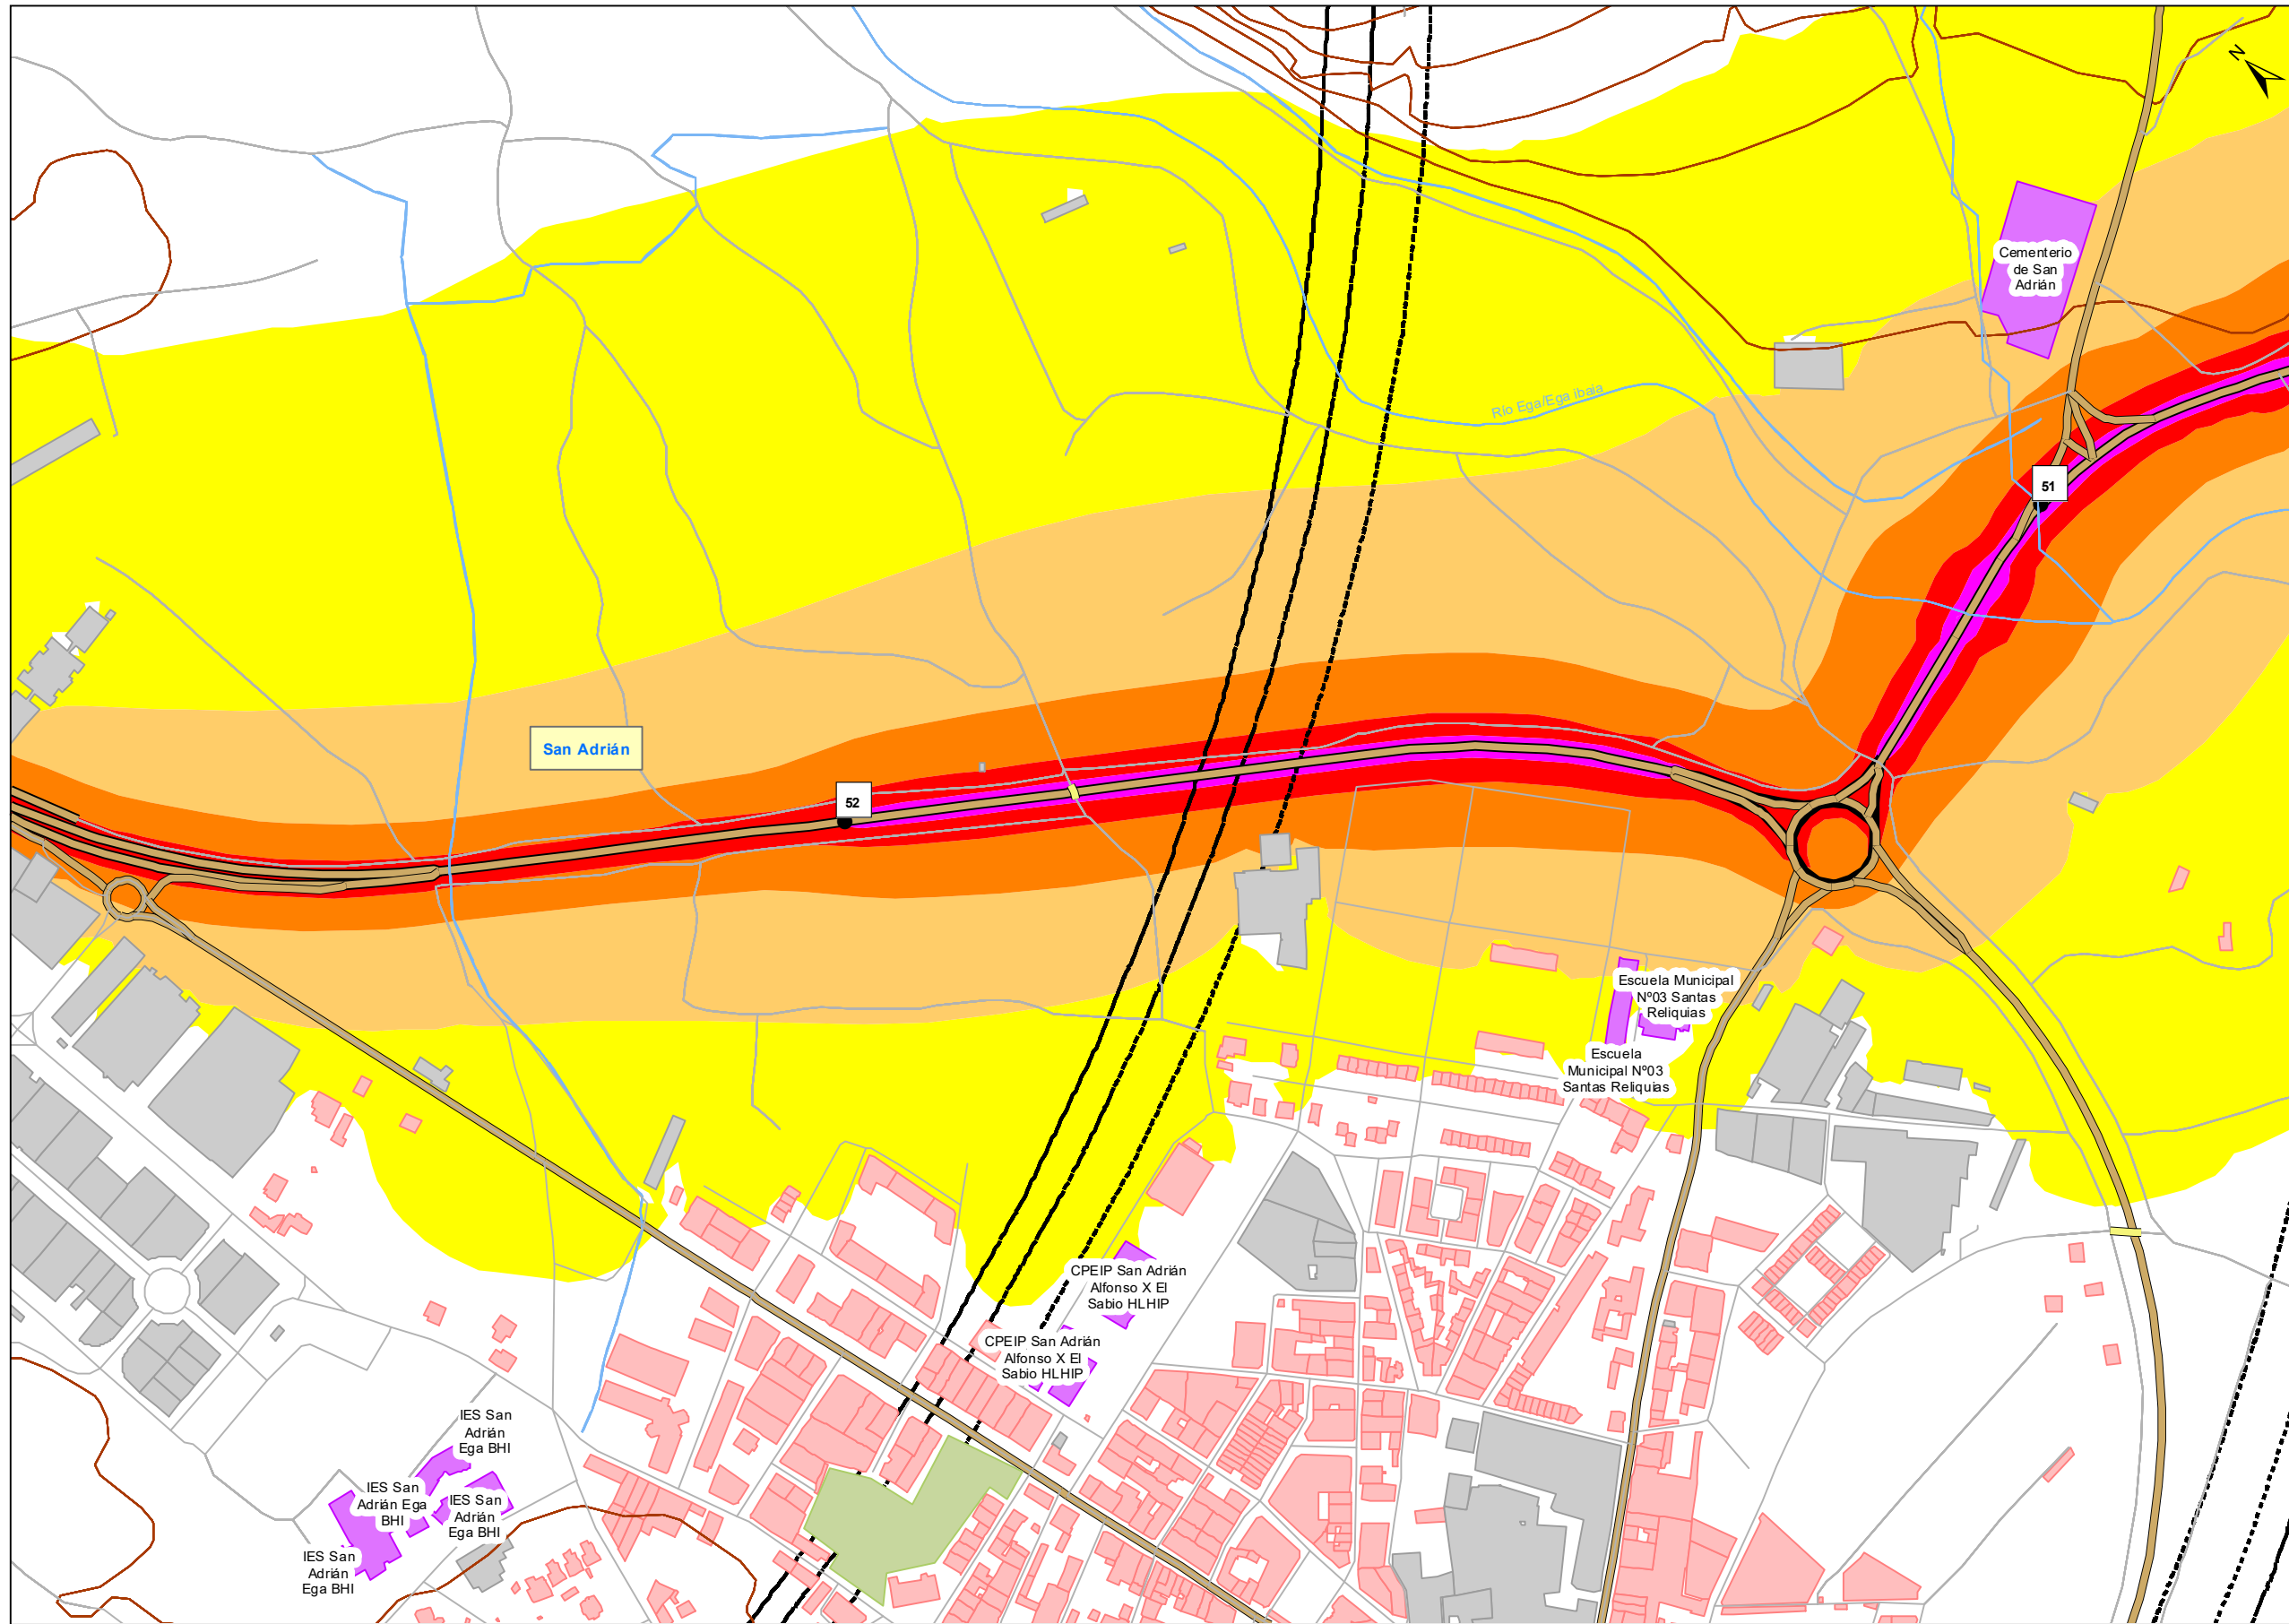 N
Cementerio
de San
Adrián
Río Ega/Ega Ibaia
51
San Adrián
52
Escuela Municipal
Nº03 Santas
Reliquias
Escuela
Municipal Nº03
Santas Reliquias
CPEIP San Adrián
Alfonso X El
Sabio HLHIP
CPEIP San Adrián
Alfonso X El
Sabio HLHIP
IES San
Adrián
Ega BHI
IES San
Adrián Ega
BHI
IES San
Adrián
Ega BHI
IES San
Adrián
Ega BHI